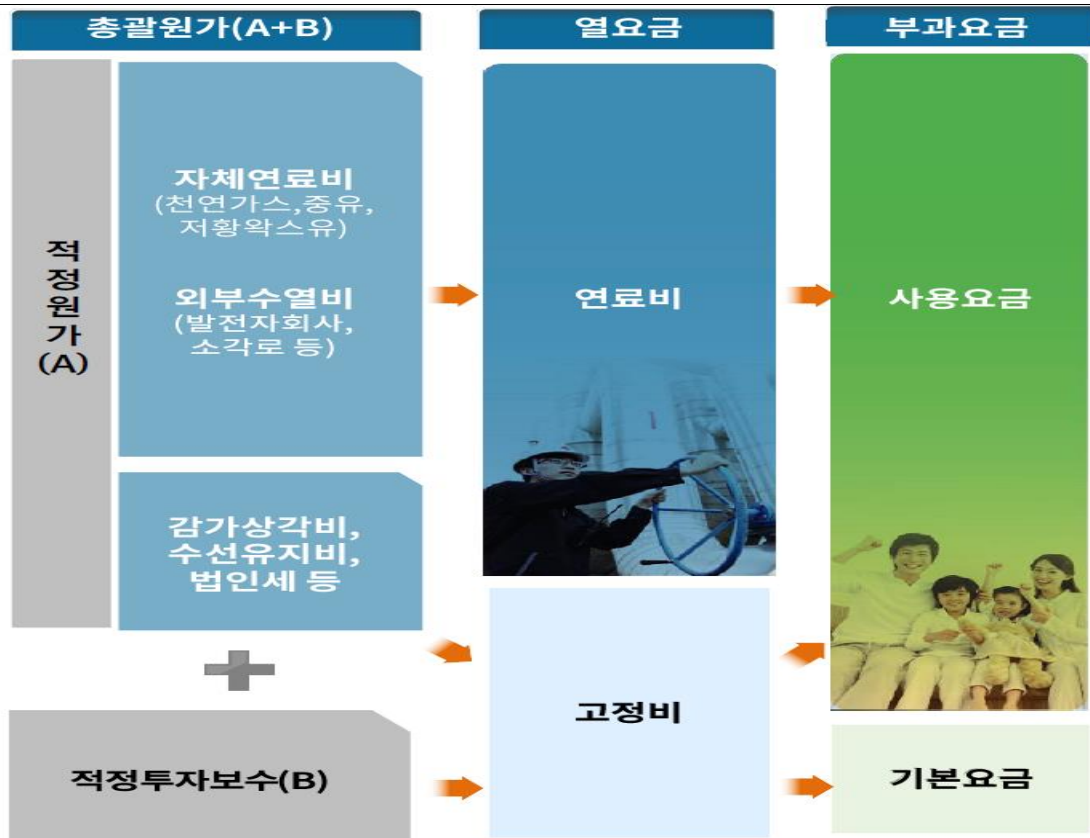 총괄원가(A+B)
열요금
부과요금
적
정
원
가
(A)
자체연료비
(천연가스,중유,
저황왁스유)
외부수열비
(발전자회사,
소각로 등)
연료비
사용요금
감가상각비,
수선유지비,
법인세 등
고정비
적정투자보수(B)
기본요금